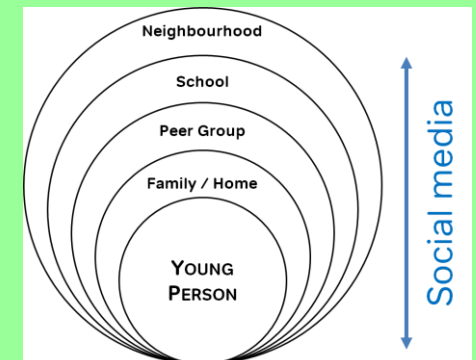 Neighbourhood
School
Peer Group
Family / Home
YOUNG
PERSON
Social media